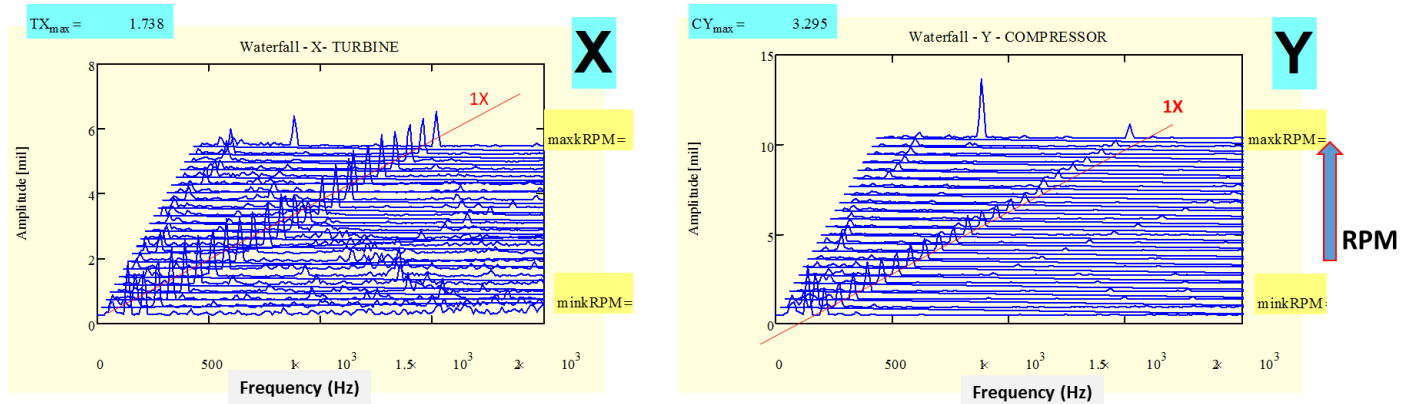 TXmax = 1.738
Waterfall - X- TURBINE
X
8
6
4
2
0
Amplitude [mil]
1X
maxkRPM=
minkRPM=
0 500 1× 10³ 1.5× 10³ 2× 10³
Frequency (Hz)
CYmax = 3.295
Waterfall - Y - COMPRESSOR
Y
15
10
5
0
Amplitude [mil]
1X
maxkRPM=
minkRPM=
RPM
0 500 1× 10³ 1.5× 10³ 2× 10³
Frequency (Hz)